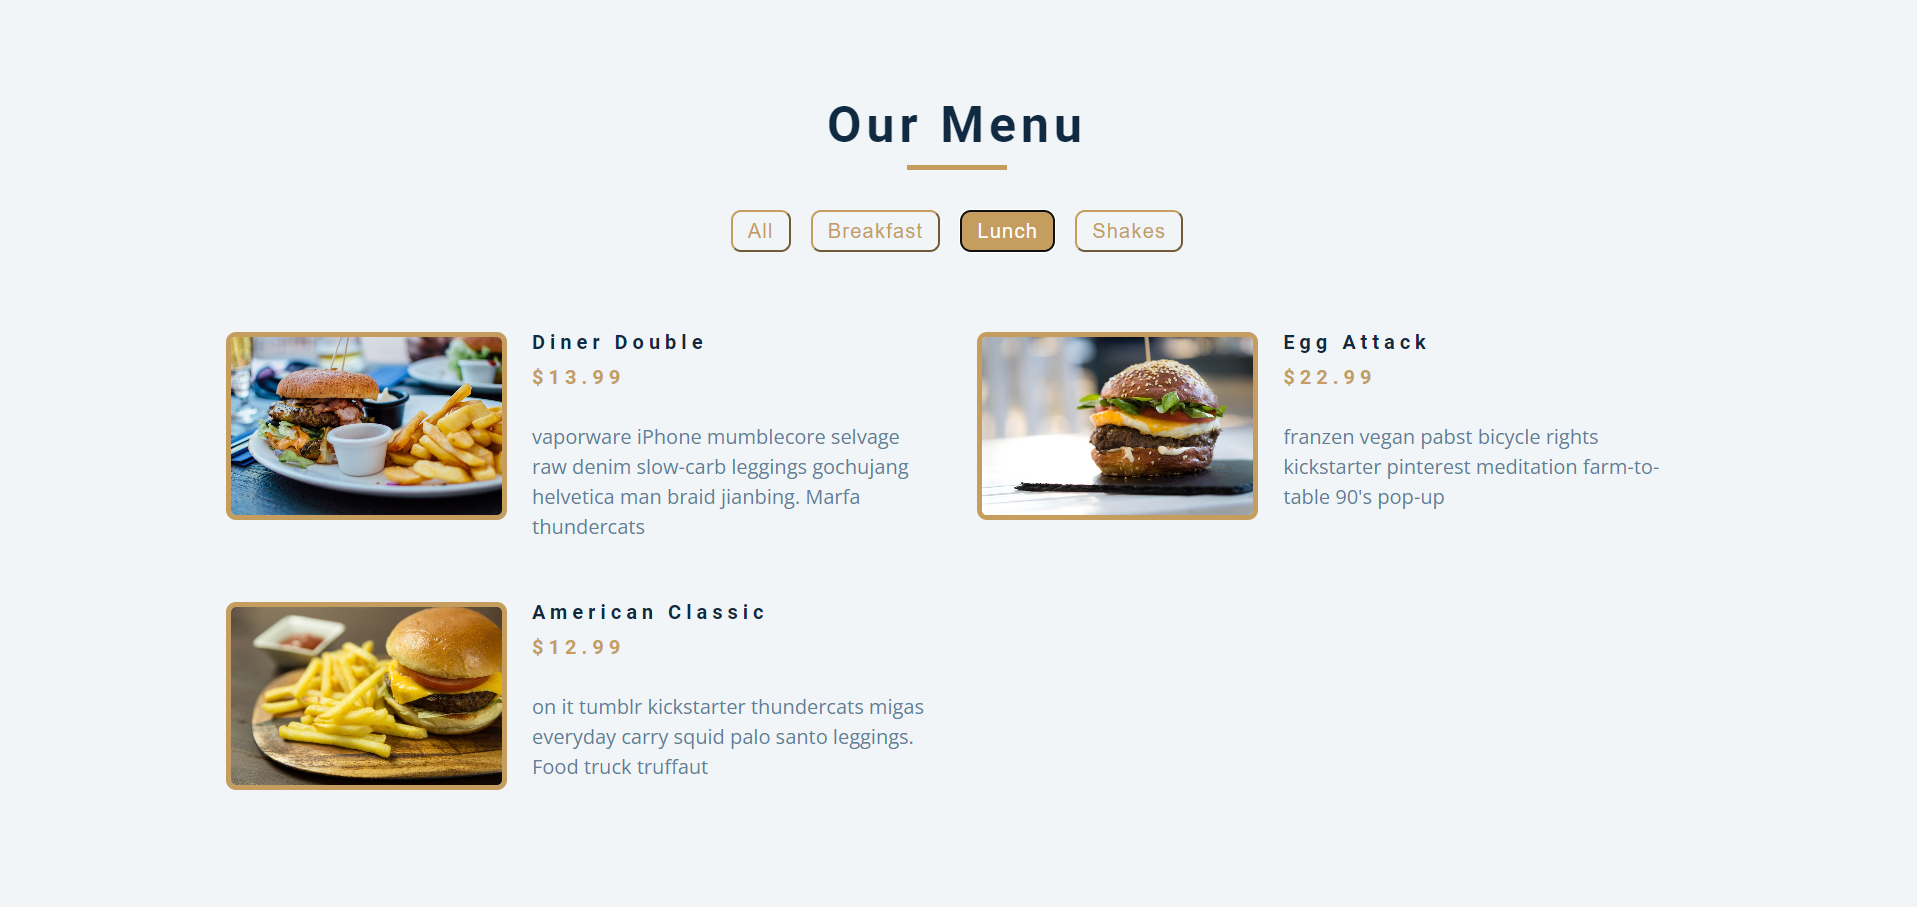 Our Menu
All
Breakfast
Lunch
Shakes
Diner Double
$13.99
vaporware iPhone mumblecore selvage
raw denim slow-carb leggings gochujang
helvetica man braid jianbing. Marfa
thundercats
Egg Attack
$22.99
franzen vegan pabst bicycle rights
kickstarter pinterest meditation farm-to-
table 90's pop-up
American Classic
$12.99
on it tumblr kickstarter thundercats migas
everyday carry squid palo santo leggings.
Food truck truffaut